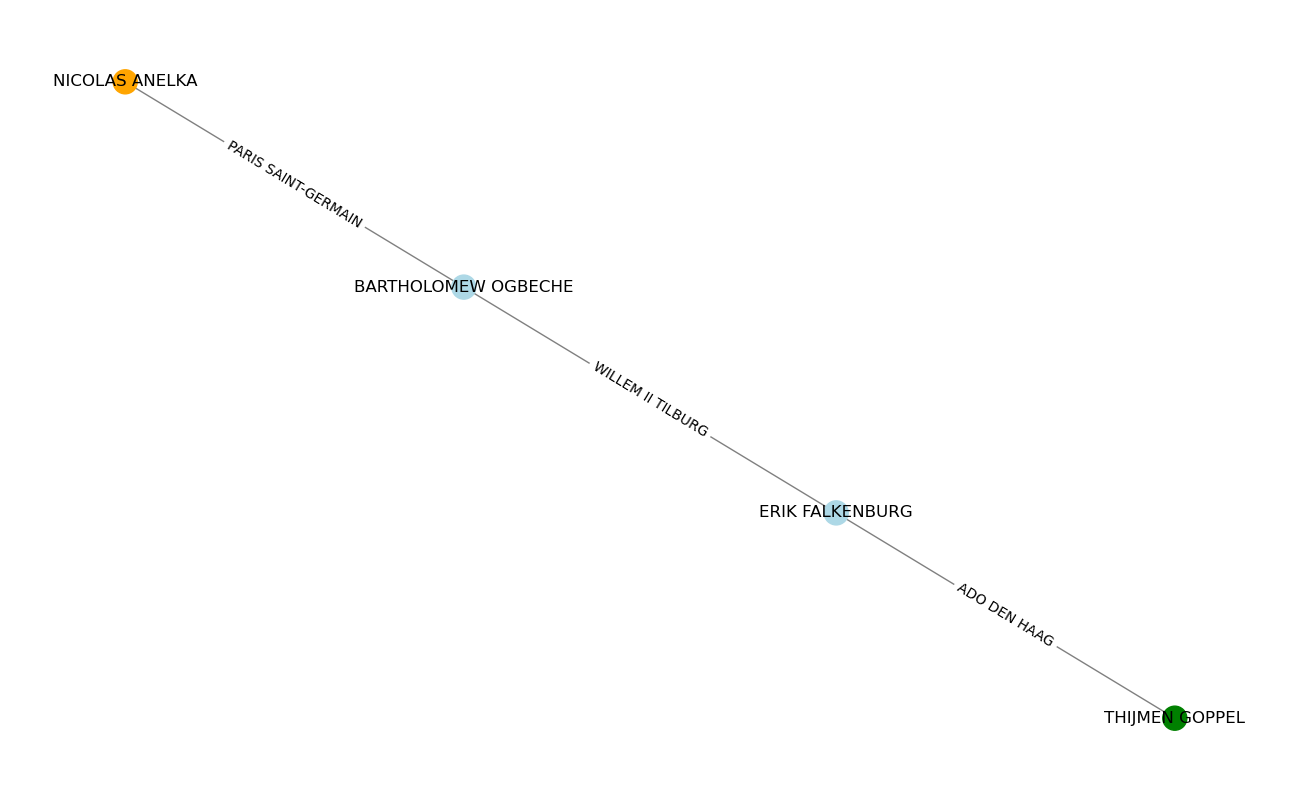 NICOLAS ANELKA
PARIS SAINT-GERMAIN
BARTHOLOMEW OGBECHE
WILLEM II TILBURG
ERIK FALKENBURG
ADO DEN HAAG
THIJMEN GOPPEL